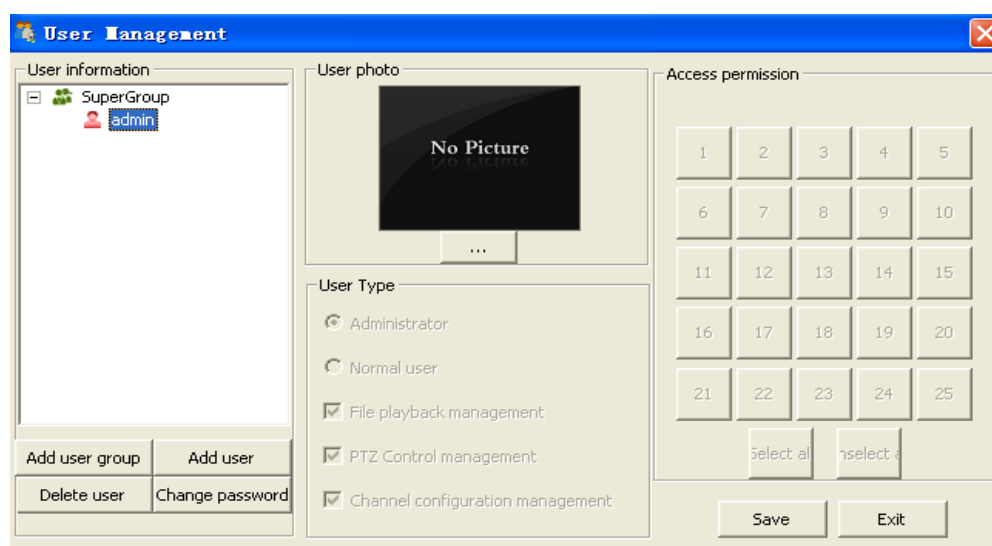 User Management
User information
SuperGroup
admin
Add user group
Add user
Delete user
Change password
User photo
No Picture
...
User Type
Administrator
Normal user
File playback management
PTZ Control management
Channel configuration management
Access permission
1 2 3 4 5
6 7 8 9 10
11 12 13 14 15
16 17 18 19 20
21 22 23 24 25
Select al
nselect a
Save
Exit